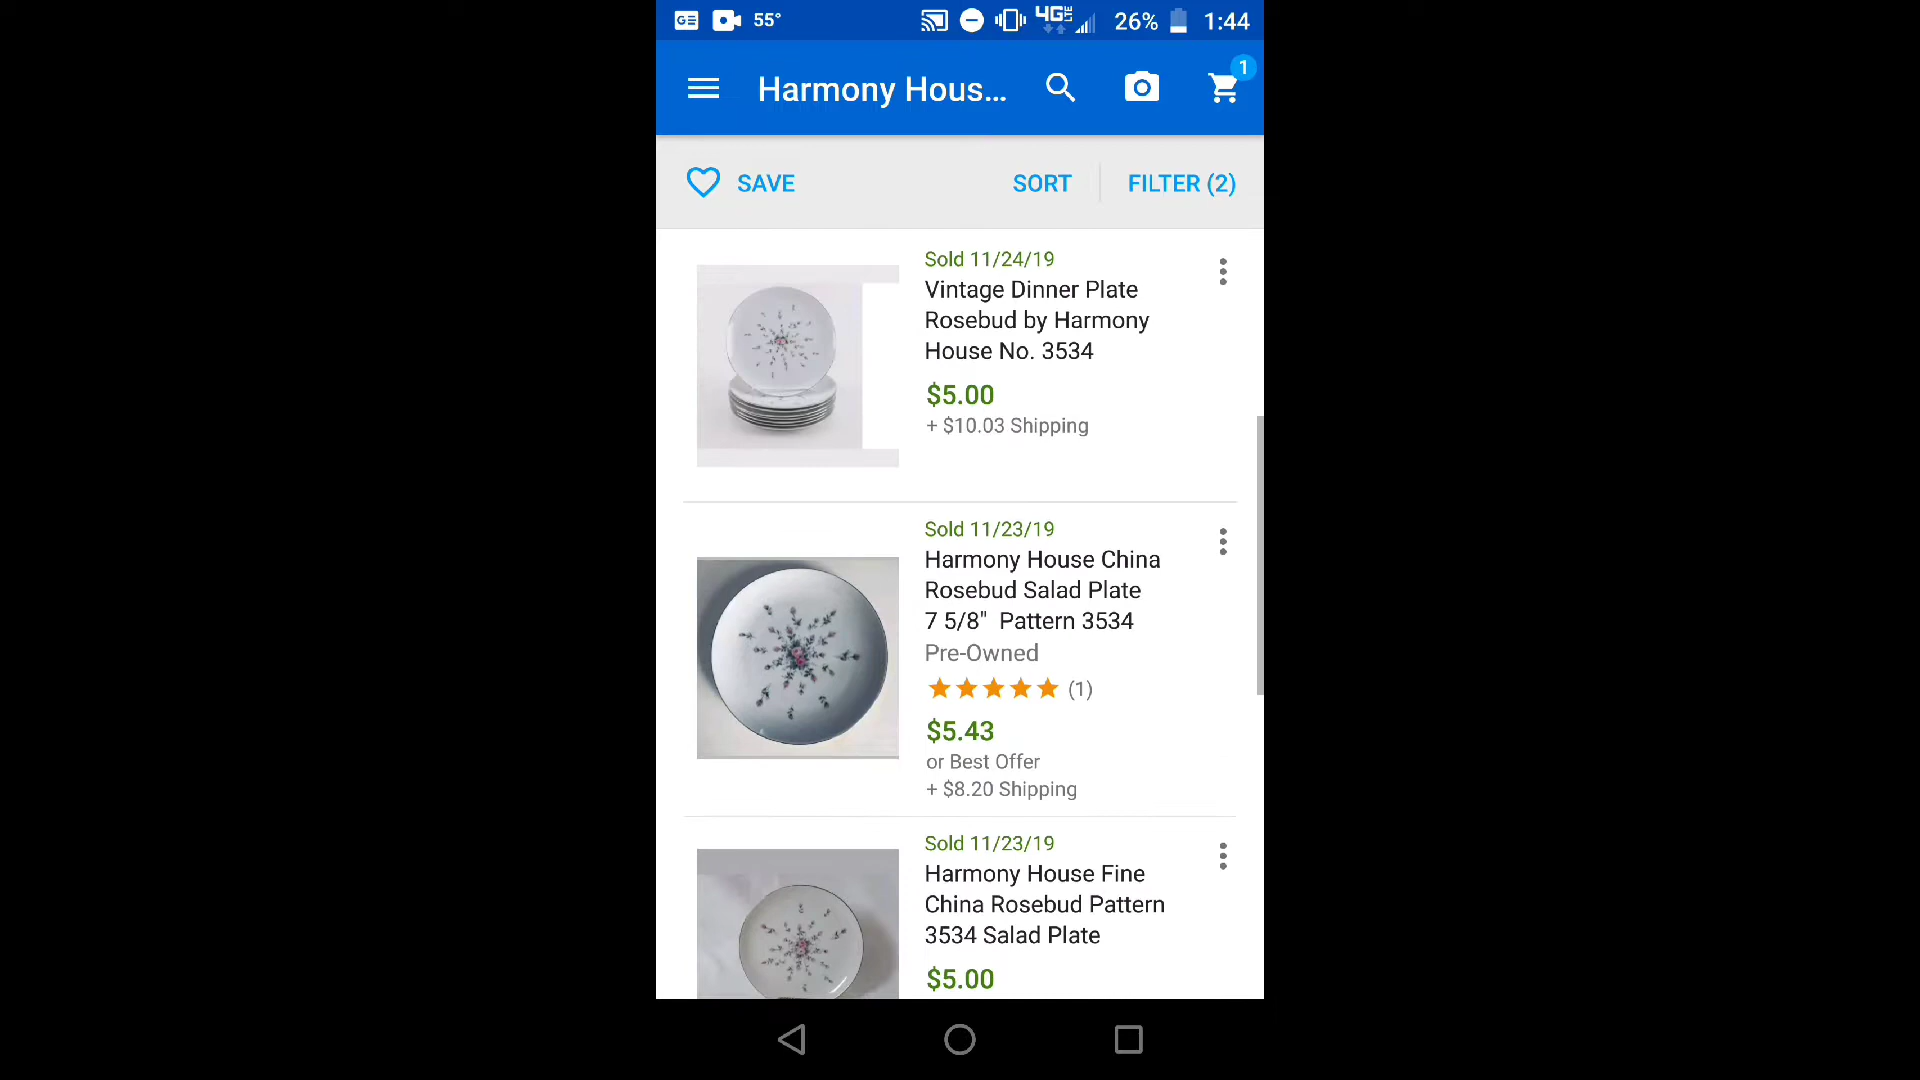 GE 55° 4G LTE 26% 1:44
Harmony Hous... 1
SAVE SORT FILTER (2)
Sold 11/24/19
Vintage Dinner Plate
Rosebud by Harmony
House No. 3534
$5.00
+ $10.03 Shipping
Sold 11/23/19
Harmony House China
Rosebud Salad Plate
7 5/8"  Pattern 3534
Pre-Owned
(1)
$5.43
or Best Offer
+ $8.20 Shipping
Sold 11/23/19
Harmony House Fine
China Rosebud Pattern
3534 Salad Plate
$5.00